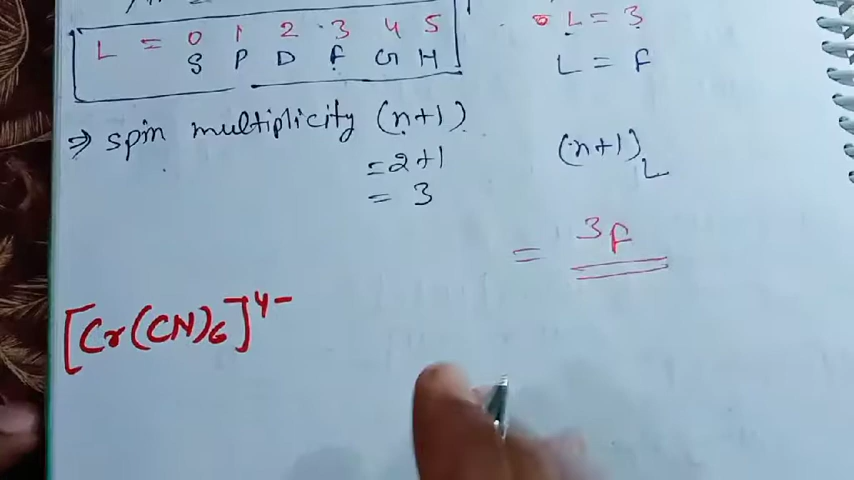 L = 0 1 2 3 4 5
S P D F G H
L = 3
L = F
⇒ spin multiplicity (n+1)
= 2+1
= 3
(n+1)L
= 3F
[Cr(CN)6]4-